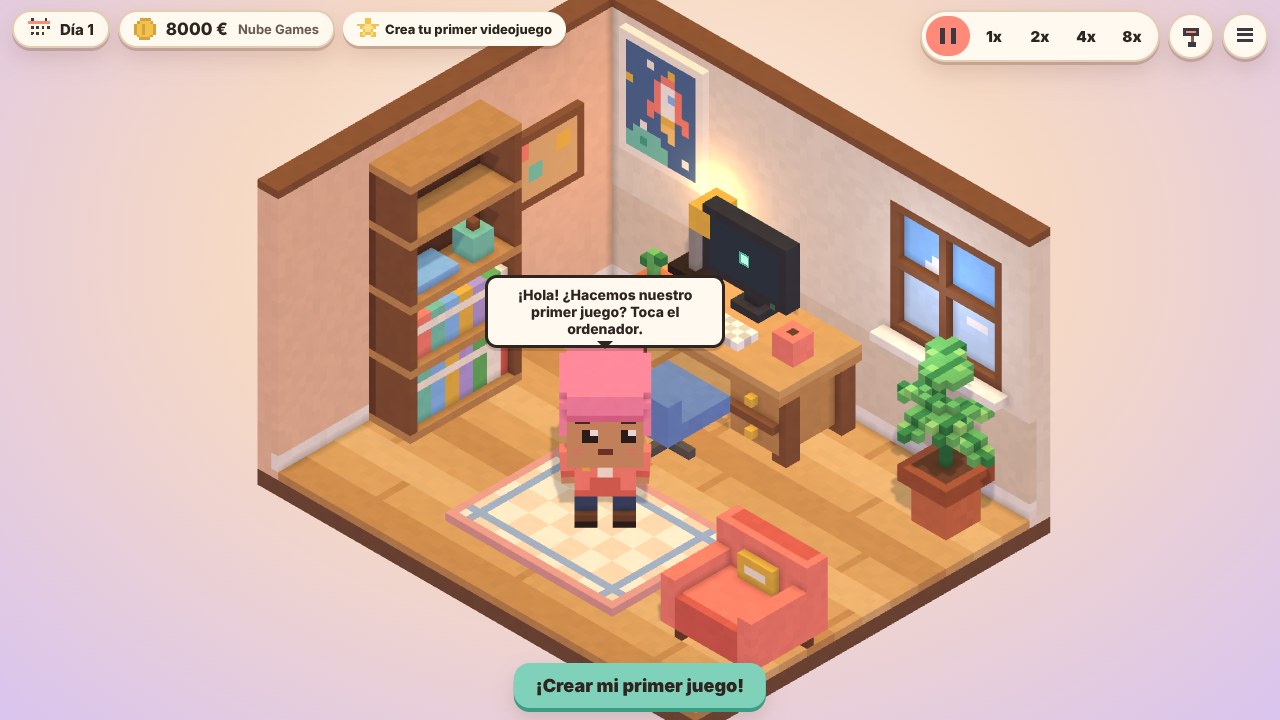 Día 1
8000 € Nube Games
Crea tu primer videojuego
1x 2x 4x 8x
¡Hola! ¿Hacemos nuestro
primer juego? Toca el
ordenador.
¡Crear mi primer juego!